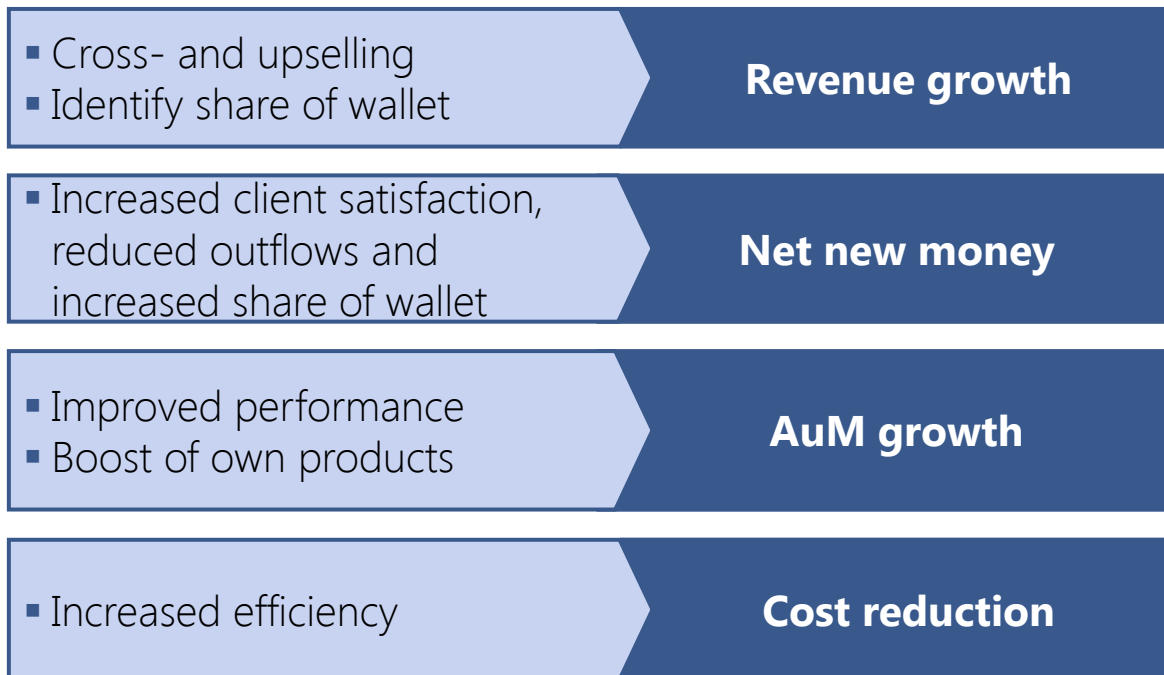 ▪ Cross- and upselling
▪ Identify share of wallet
Revenue growth
▪ Increased client satisfaction,
reduced outflows and
increased share of wallet
Net new money
▪ Improved performance
▪ Boost of own products
AuM growth
▪ Increased efficiency
Cost reduction